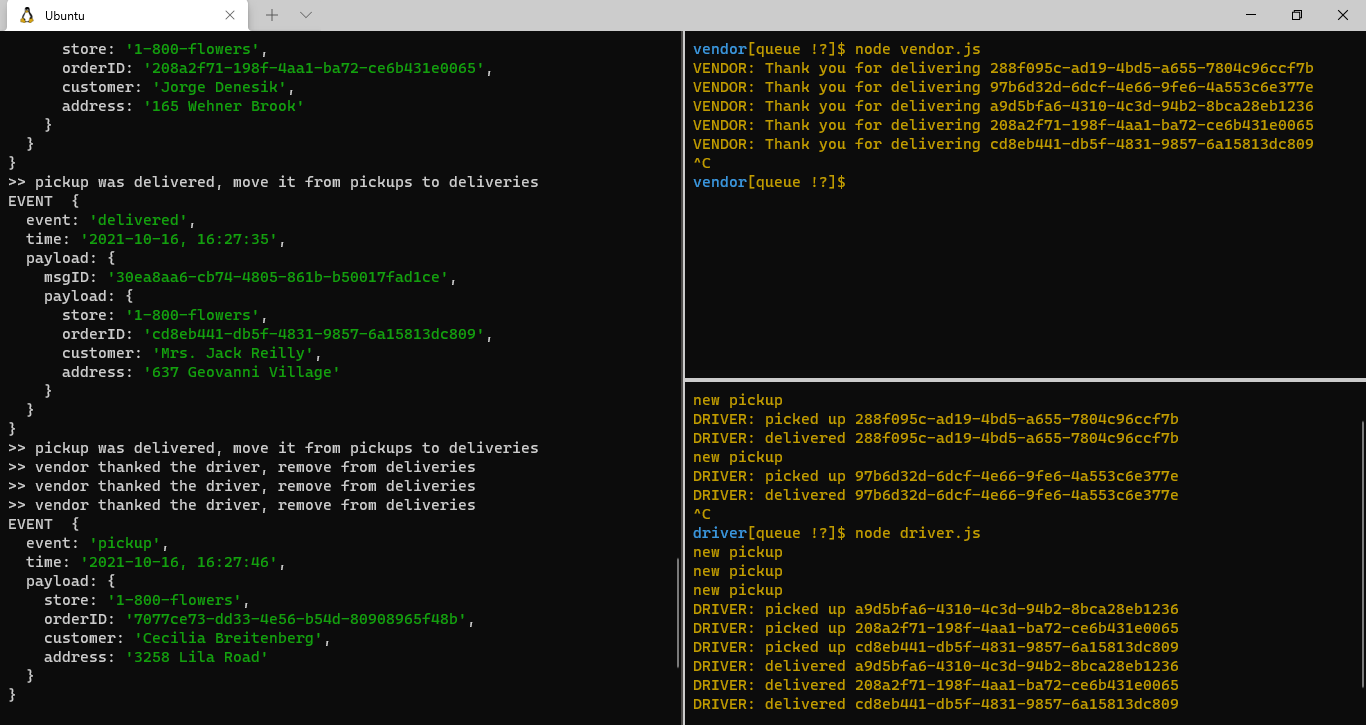 Ubuntu
store: '1-800-flowers',
orderID: '208a2f71-198f-4aa1-ba72-ce6b431e0065',
customer: 'Jorge Denesik',
address: '165 Wehner Brook'
}
}
}
>> pickup was delivered, move it from pickups to deliveries
EVENT  {
event: 'delivered',
time: '2021-10-16, 16:27:35',
payload: {
msgID: '30ea8aa6-cb74-4805-861b-b50017fad1ce',
payload: {
store: '1-800-flowers',
orderID: 'cd8eb441-db5f-4831-9857-6a15813dc809',
customer: 'Mrs. Jack Reilly',
address: '637 Geovanni Village'
}
}
}
>> pickup was delivered, move it from pickups to deliveries
>> vendor thanked the driver, remove from deliveries
>> vendor thanked the driver, remove from deliveries
>> vendor thanked the driver, remove from deliveries
EVENT  {
event: 'pickup',
time: '2021-10-16, 16:27:46',
payload: {
store: '1-800-flowers',
orderID: '7077ce73-dd33-4e56-b54d-80908965f48b',
customer: 'Cecilia Breitenberg',
address: '3258 Lila Road'
}
}
vendor[queue !?]$ node vendor.js
VENDOR: Thank you for delivering 288f095c-ad19-4bd5-a655-7804c96ccf7b
VENDOR: Thank you for delivering 97b6d32d-6dcf-4e66-9fe6-4a553c6e377e
VENDOR: Thank you for delivering a9d5bfa6-4310-4c3d-94b2-8bca28eb1236
VENDOR: Thank you for delivering 208a2f71-198f-4aa1-ba72-ce6b431e0065
VENDOR: Thank you for delivering cd8eb441-db5f-4831-9857-6a15813dc809
^C
vendor[queue !?]$
new pickup
DRIVER: picked up 288f095c-ad19-4bd5-a655-7804c96ccf7b
DRIVER: delivered 288f095c-ad19-4bd5-a655-7804c96ccf7b
new pickup
DRIVER: picked up 97b6d32d-6dcf-4e66-9fe6-4a553c6e377e
DRIVER: delivered 97b6d32d-6dcf-4e66-9fe6-4a553c6e377e
^C
driver[queue !?]$ node driver.js
new pickup
new pickup
new pickup
DRIVER: picked up a9d5bfa6-4310-4c3d-94b2-8bca28eb1236
DRIVER: picked up 208a2f71-198f-4aa1-ba72-ce6b431e0065
DRIVER: picked up cd8eb441-db5f-4831-9857-6a15813dc809
DRIVER: delivered a9d5bfa6-4310-4c3d-94b2-8bca28eb1236
DRIVER: delivered 208a2f71-198f-4aa1-ba72-ce6b431e0065
DRIVER: delivered cd8eb441-db5f-4831-9857-6a15813dc809